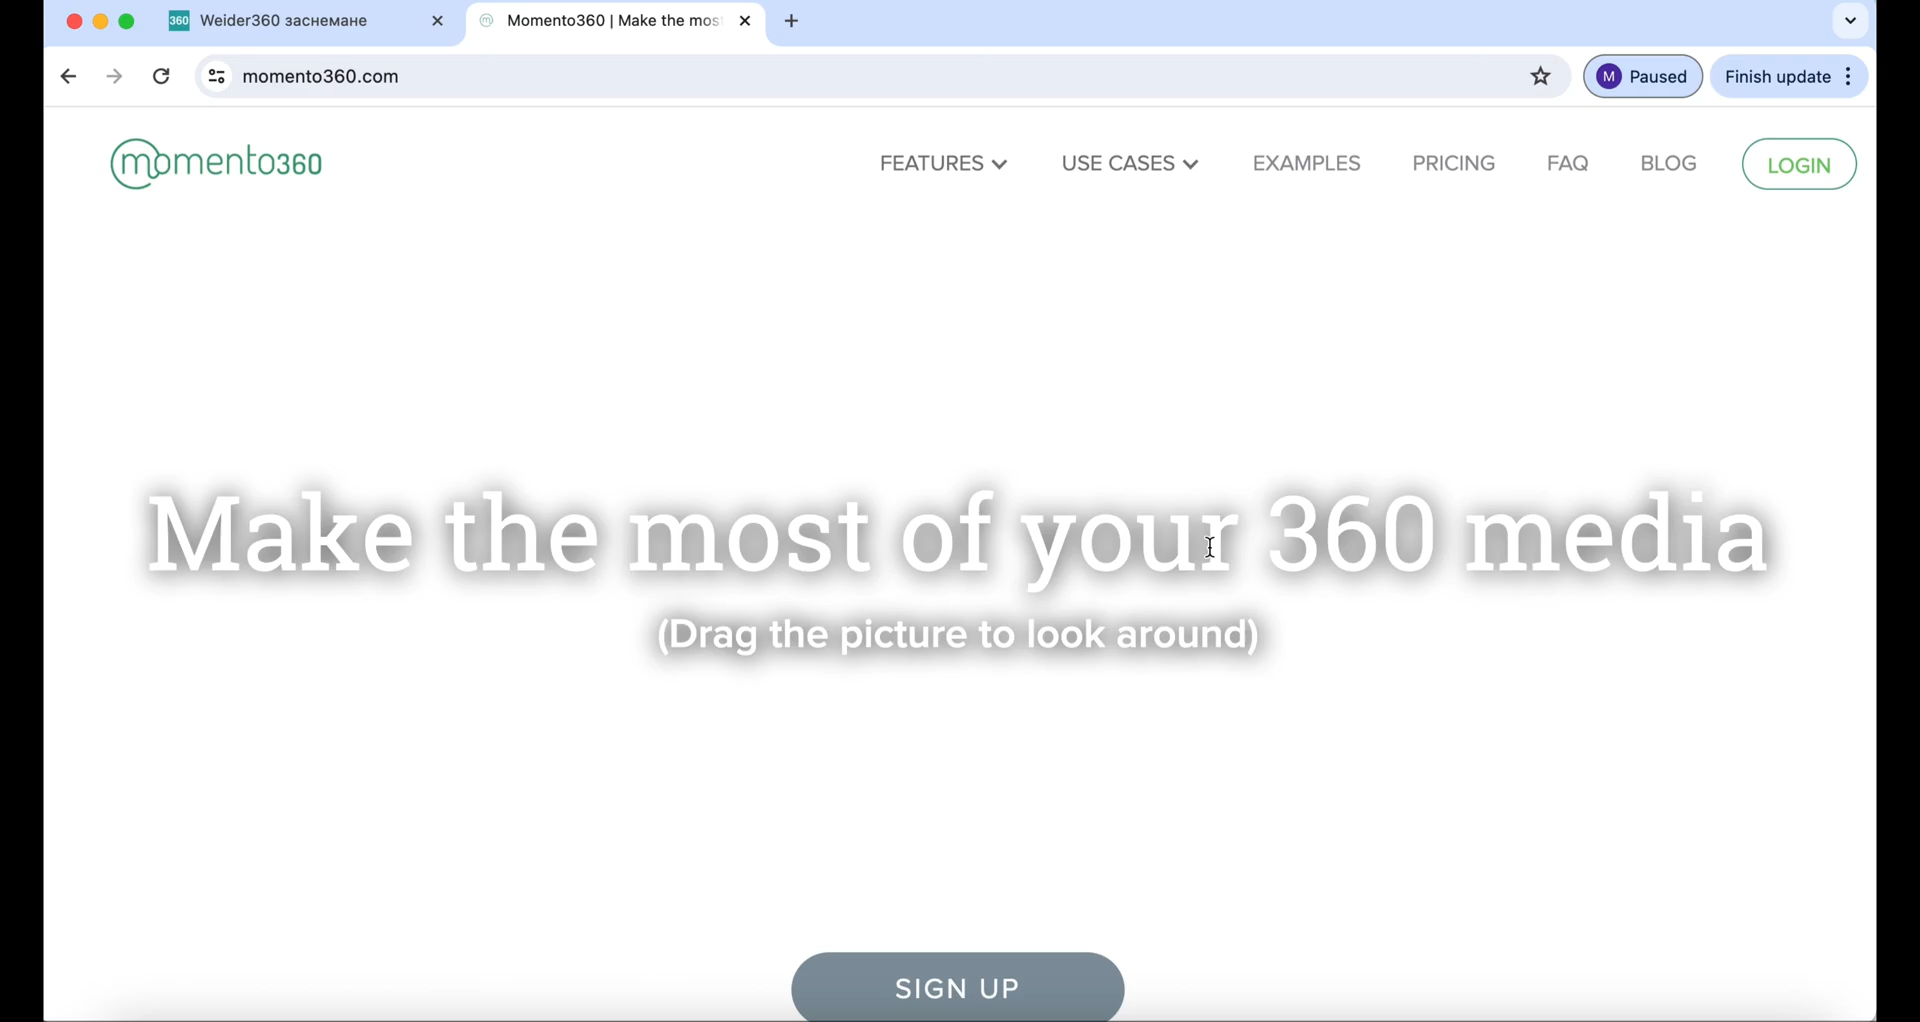 360 Weider360 заснемане
Momento360 | Make the mos
momento360.com
M Paused
Finish update
momento360
FEATURES
USE CASES
EXAMPLES
PRICING
FAQ
BLOG
LOGIN
Make the most of your 360 media
(Drag the picture to look around)
SIGN UP